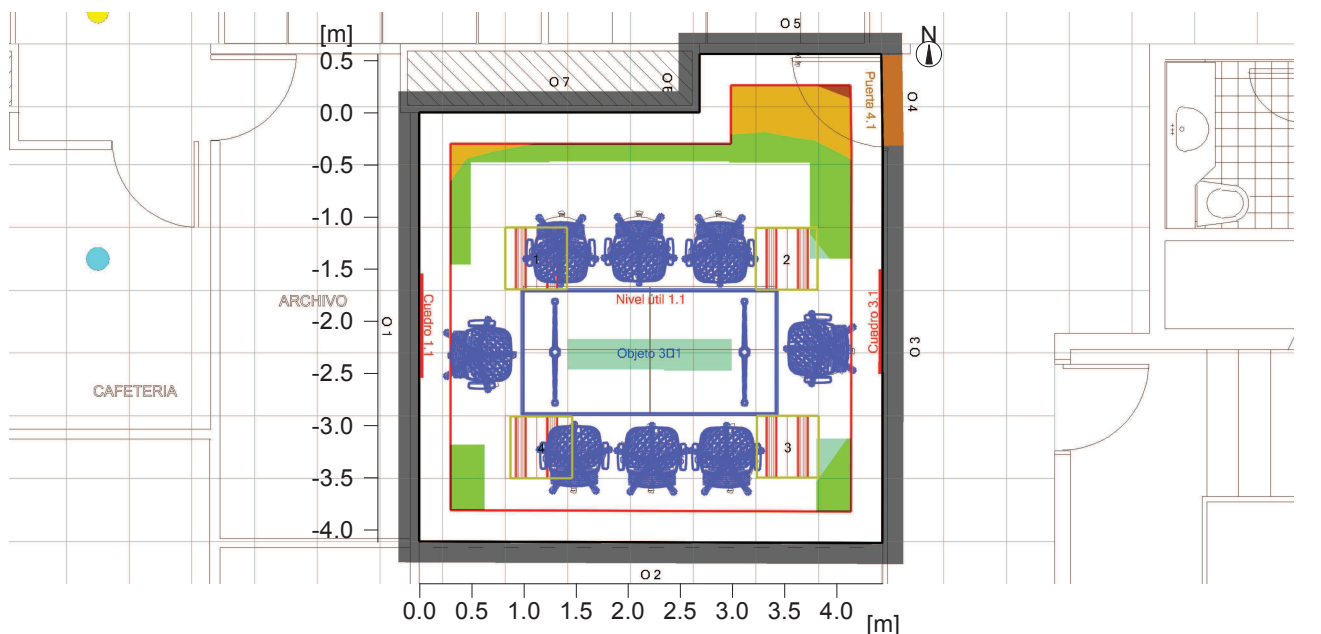 O 5
[m]
N
0.5
O 7
O 6
Puerta 4.1
O 4
0.0
-0.5
-1.0
1
2
-1.5
ARCHIVO
Cuadro 1.1
Nivel útil 1.1
Cuadro 3.1
-2.0
O 1
O 3
Objeto 3□1
-2.5
CAFETERIA
-3.0
4
3
-3.5
-4.0
O 2
0.0 0.5 1.0 1.5 2.0 2.5 3.0 3.5 4.0
[m]